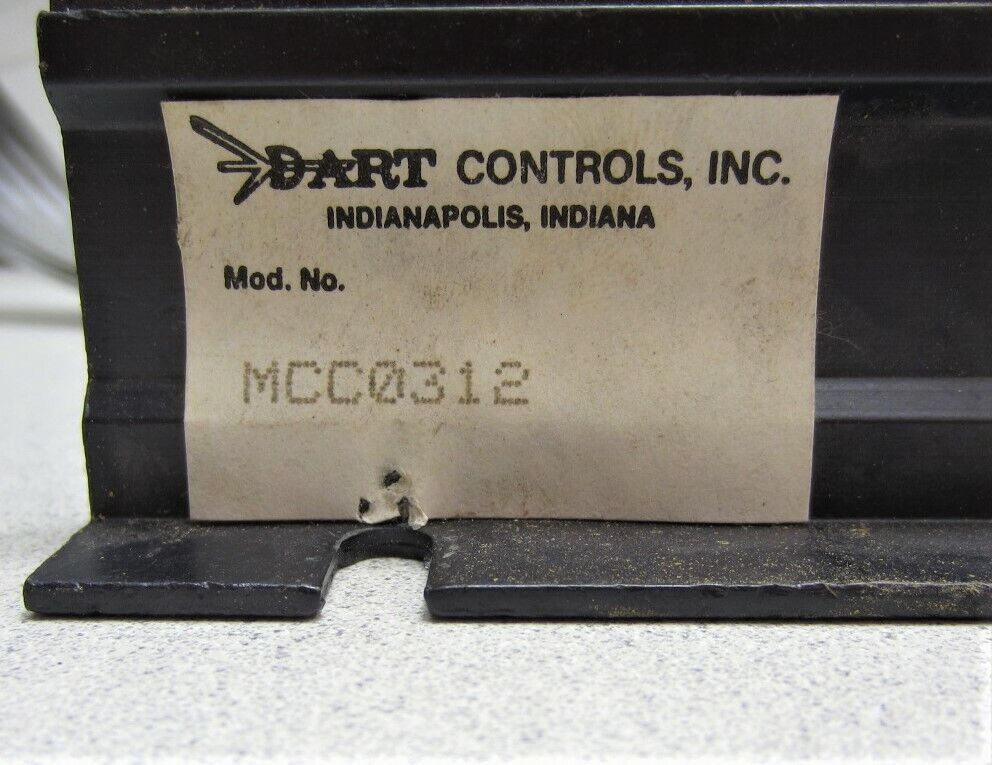 DART CONTROLS, INC.
INDIANAPOLIS, INDIANA
Mod. No.
MCC0312